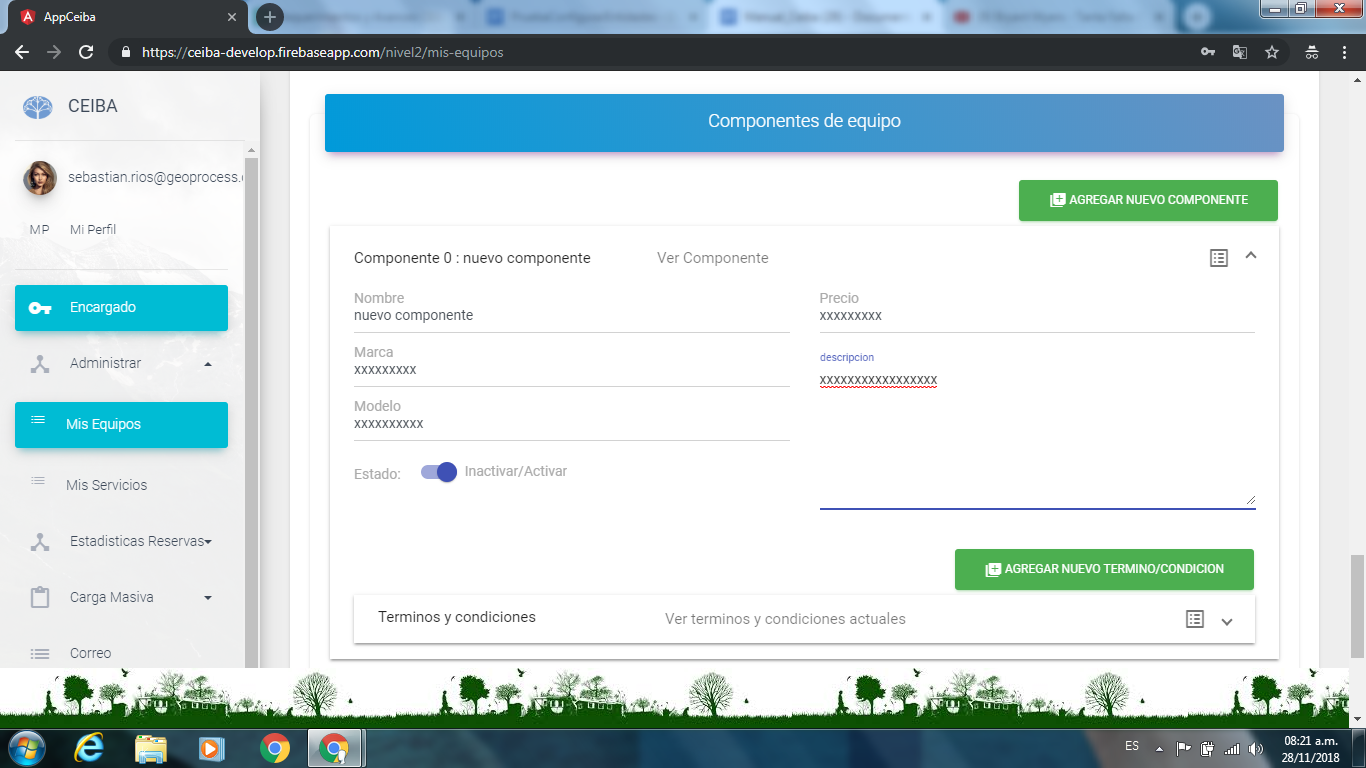 AppCeiba
https://ceiba-develop.firebaseapp.com/nivel2/mis-equipos
CEIBA
sebastian.rios@geoprocess.
MP Mi Perfil
Encargado
Administrar
Mis Equipos
Mis Servicios
Estadisticas Reservas
Carga Masiva
Correo
Componentes de equipo
AGREGAR NUEVO COMPONENTE
Componente 0 : nuevo componente Ver Componente
Nombre
nuevo componente
Precio
xxxxxxxxx
Marca
xxxxxxxxx
descripcion
xxxxxxxxxxxxxxxxx
Modelo
xxxxxxxxxx
Estado: Inactivar/Activar
AGREGAR NUEVO TERMINO/CONDICION
Terminos y condiciones Ver terminos y condiciones actuales
ES
08:21 a.m.
28/11/2018